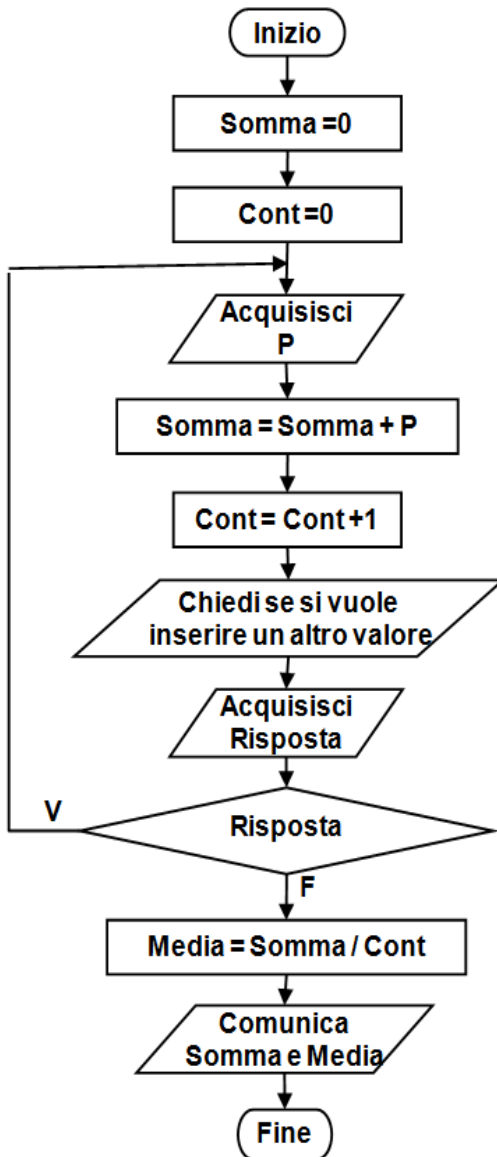 Inizio
Somma =0
Cont =0
Acquisisci
P
Somma = Somma + P
Cont = Cont +1
Chiedi se si vuole
inserire un altro valore
Acquisisci
Risposta
V
Risposta
F
Media = Somma / Cont
Comunica
Somma e Media
Fine